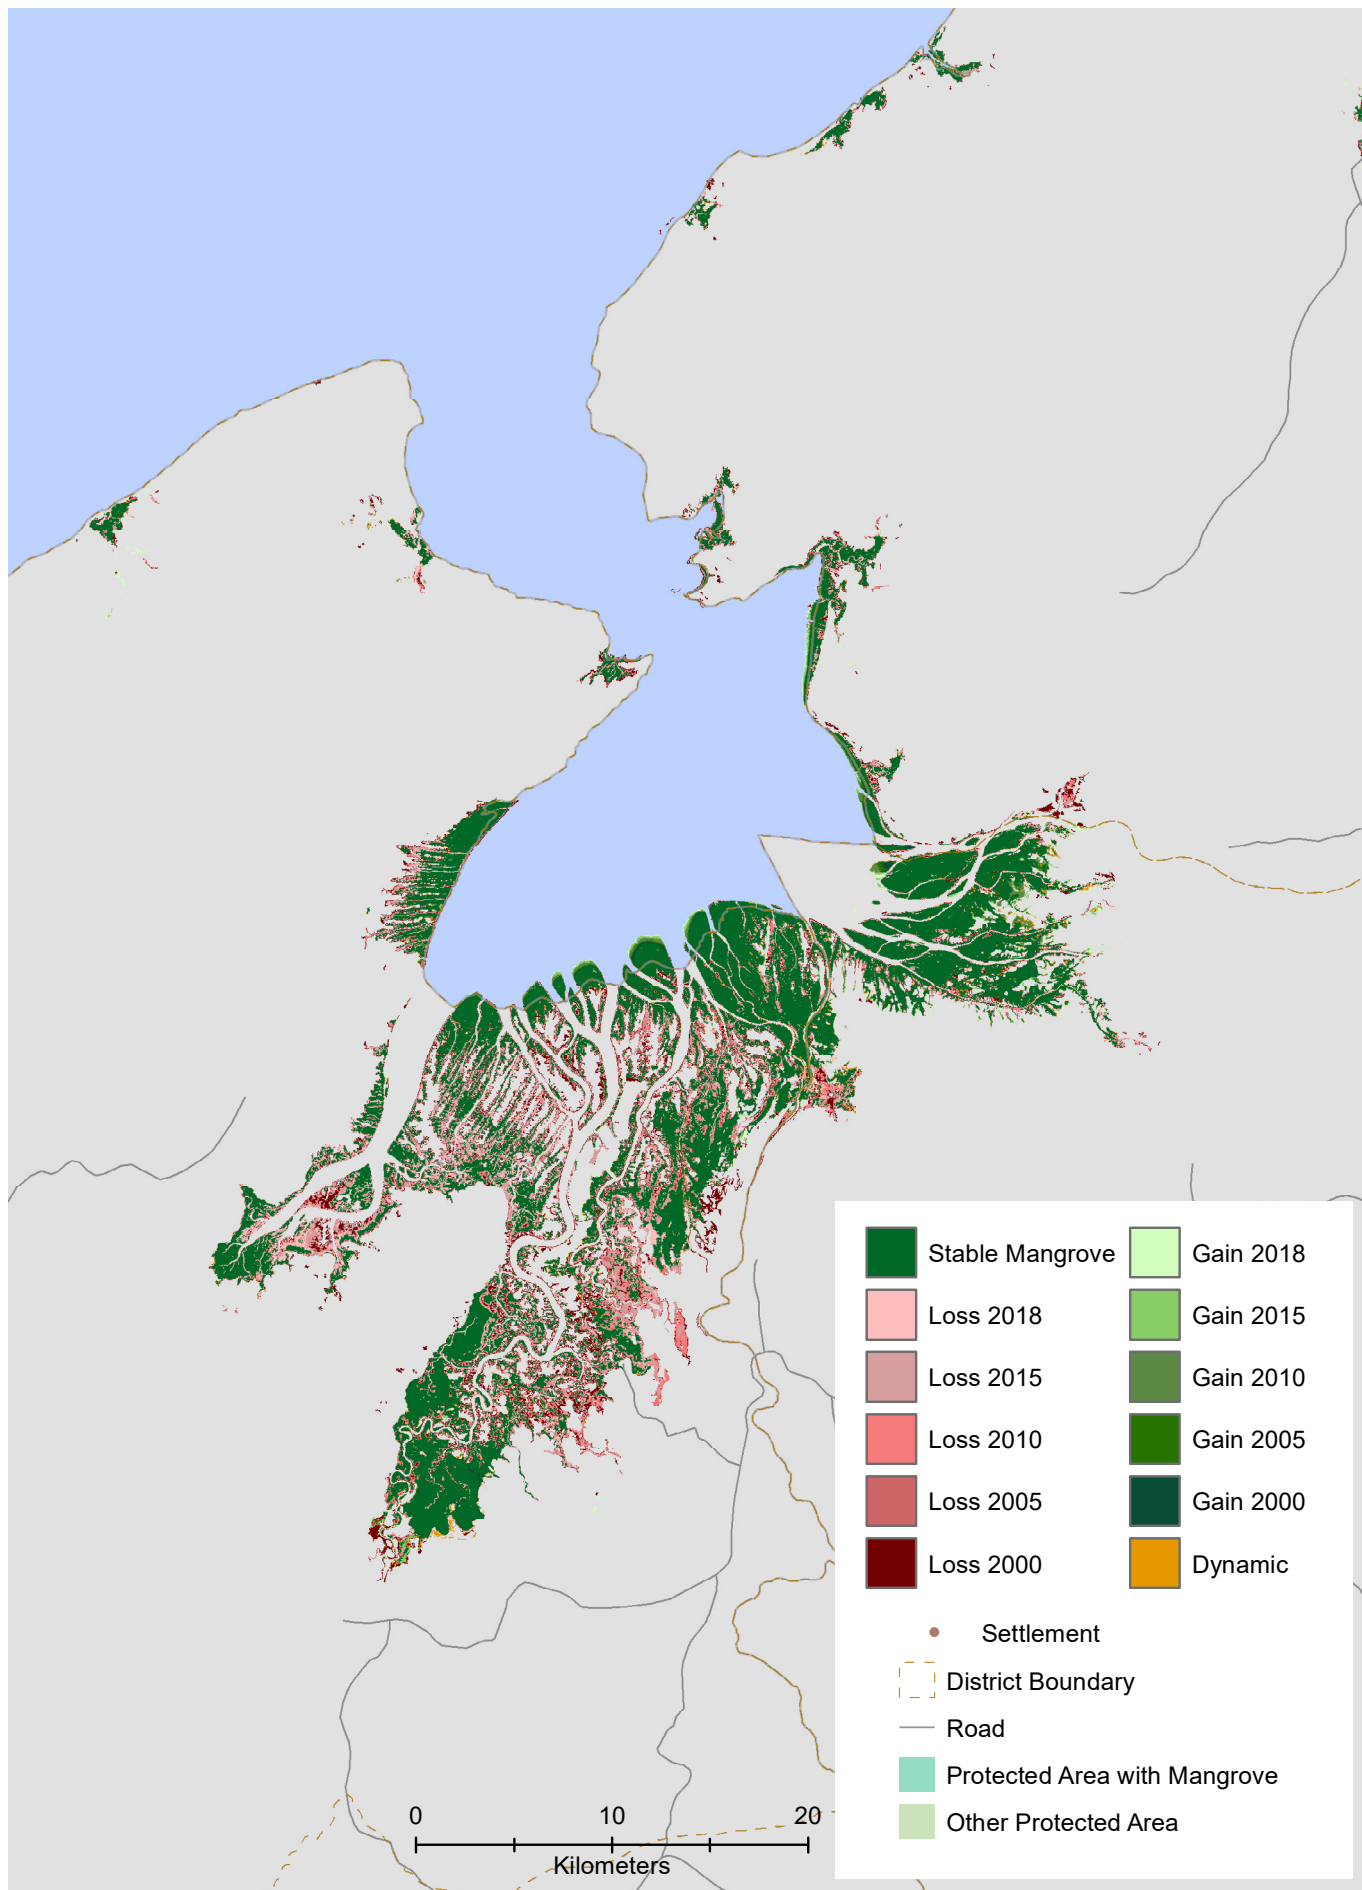 Stable Mangrove
Gain 2018
Loss 2018
Gain 2015
Loss 2015
Gain 2010
Loss 2010
Gain 2005
Loss 2005
Gain 2000
Loss 2000
Dynamic
Settlement
District Boundary
Road
Protected Area with Mangrove
Other Protected Area
0 10 20
Kilometers